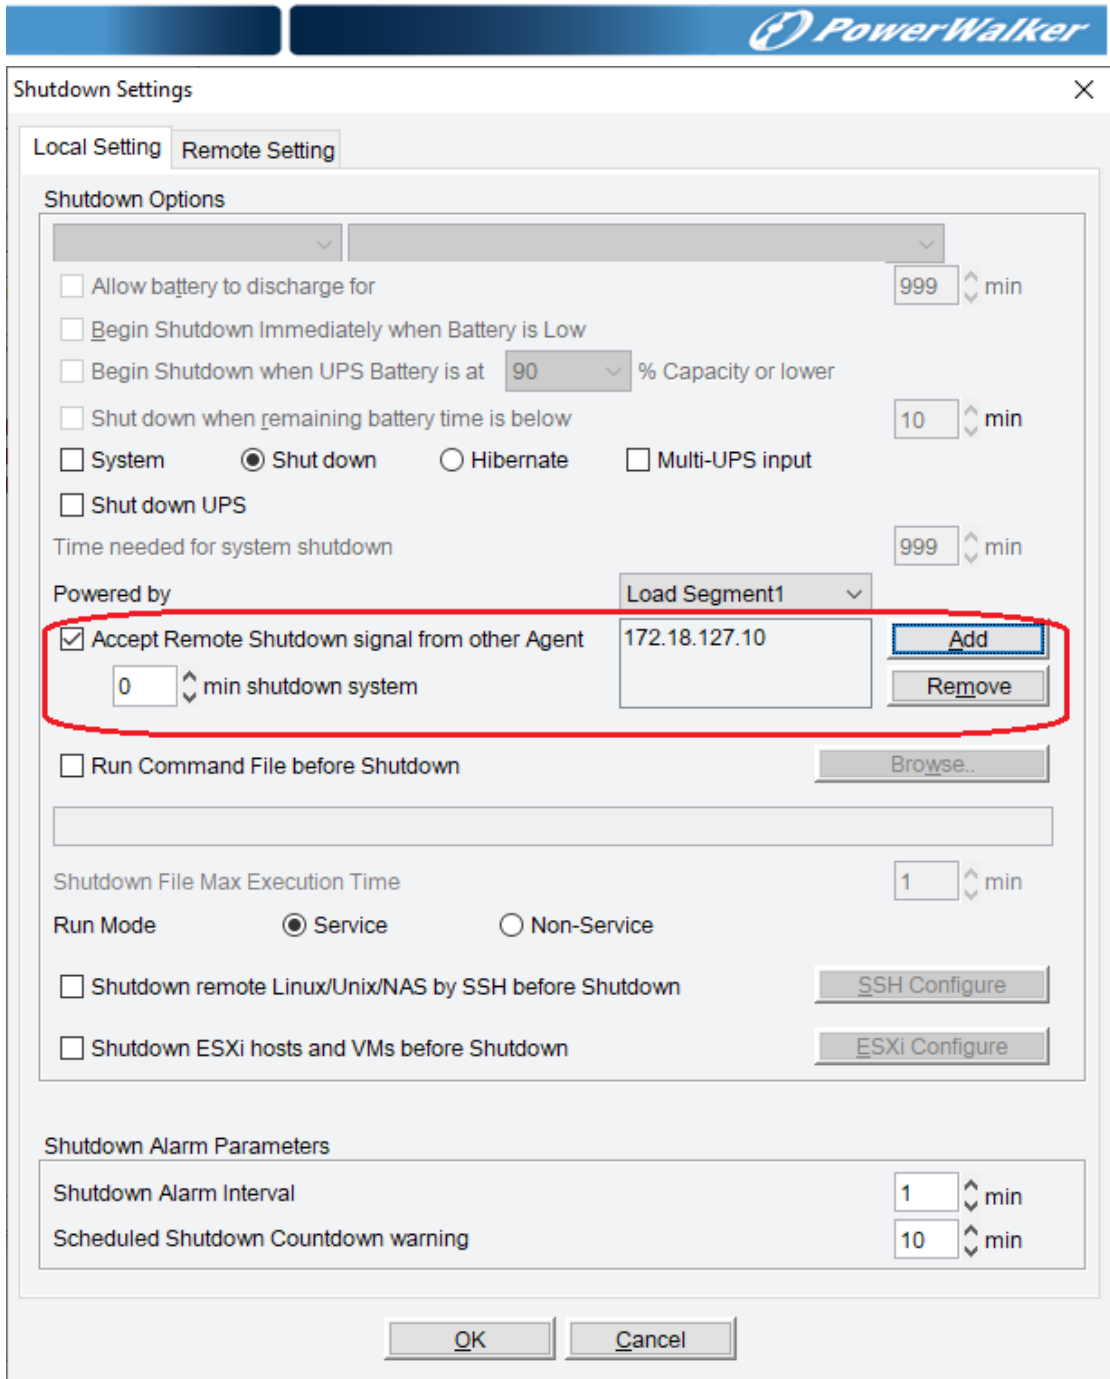 PowerWalker
Shutdown Settings
Local Setting Remote Setting
Shutdown Options
Allow battery to discharge for 999 min
Begin Shutdown Immediately when Battery is Low
Begin Shutdown when UPS Battery is at 90 % Capacity or lower
Shut down when remaining battery time is below 10 min
System Shut down Hibernate Multi-UPS input
Shut down UPS
Time needed for system shutdown 999 min
Powered by Load Segment1
Accept Remote Shutdown signal from other Agent 172.18.127.10 Add
0 min shutdown system Remove
Run Command File before Shutdown Browse..
Shutdown File Max Execution Time 1 min
Run Mode Service Non-Service
Shutdown remote Linux/Unix/NAS by SSH before Shutdown SSH Configure
Shutdown ESXi hosts and VMs before Shutdown ESXi Configure
Shutdown Alarm Parameters
Shutdown Alarm Interval 1 min
Scheduled Shutdown Countdown warning 10 min
OK Cancel